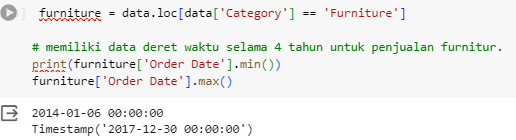 furniture = data.loc[data['Category'] == 'Furniture']
# memiliki data deret waktu selama 4 tahun untuk penjualan furnitur.
print(furniture['Order Date'].min())
furniture['Order Date'].max()
2014-01-06 00:00:00
Timestamp('2017-12-30 00:00:00')